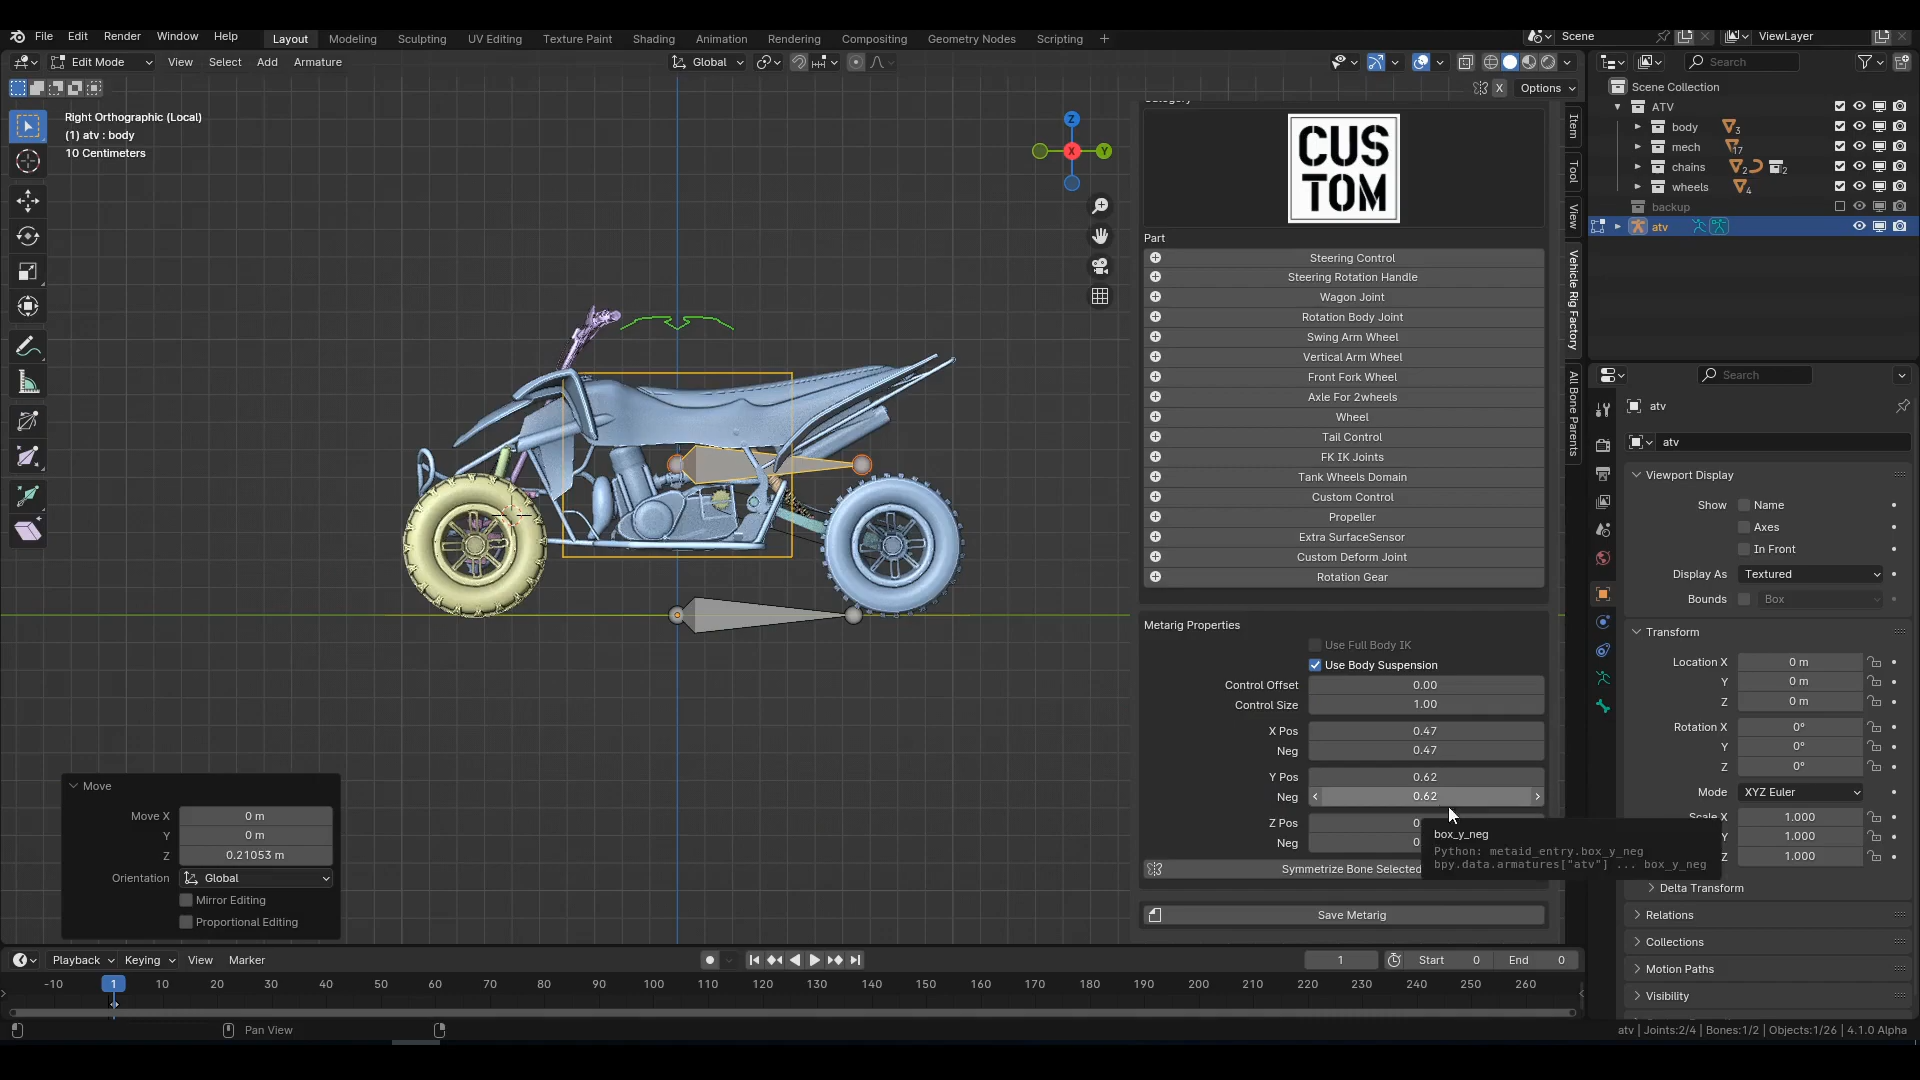 File Edit Render Window Help
Layout Modeling Sculpting UV Editing Texture Paint Shading Animation Rendering Compositing Geometry Nodes Scripting +
Scene
ViewLayer
Edit Mode View Select Add Armature
Global
X Options
Search
Right Orthographic (Local)
(1) atv : body
10 Centimeters
Z
X
Y
Category
CUS
TOM
Part
Steering Control
Steering Rotation Handle
Wagon Joint
Rotation Body Joint
Swing Arm Wheel
Vertical Arm Wheel
Front Fork Wheel
Axle For 2wheels
Wheel
Tail Control
FK IK Joints
Tank Wheels Domain
Custom Control
Propeller
Extra SurfaceSensor
Custom Deform Joint
Rotation Gear
Metarig Properties
Use Full Body IK
Use Body Suspension
Control Offset 0.00
Control Size 1.00
X Pos 0.47
Neg 0.47
Y Pos 0.62
Neg 0.62
Z Pos 0
Neg 0
box_y_neg
Python: metaid_entry.box_y_neg
bpy.data.armatures["atv"] ... box_y_neg
Symmetrize Bone Selected
Save Metarig
Item
Tool
View
Vehicle Rig Factory
All Bone Parents
Scene Collection
ATV
body 3
mech 17
chains 2 2
wheels 4
backup
atv
Search
atv
atv
Viewport Display
Show Name
Axes
In Front
Display As Textured
Bounds Box
Transform
Location X 0 m
Y 0 m
Z 0 m
Rotation X 0°
Y 0°
Z 0°
Mode XYZ Euler
Scale X 1.000
1.000
1.000
Delta Transform
Relations
Collections
Motion Paths
Visibility
Move
Move X 0 m
Y 0 m
Z 0.21053 m
Orientation Global
Mirror Editing
Proportional Editing
Playback Keying View Marker
1 Start 0 End 0
-10 1 10 20 30 40 50 60 70 80 90 100 110 120 130 140 150 160 170 180 190 200 210 220 230 240 250 260
Pan View
atv | Joints:2/4 | Bones:1/2 | Objects:1/26 | 4.1.0 Alpha